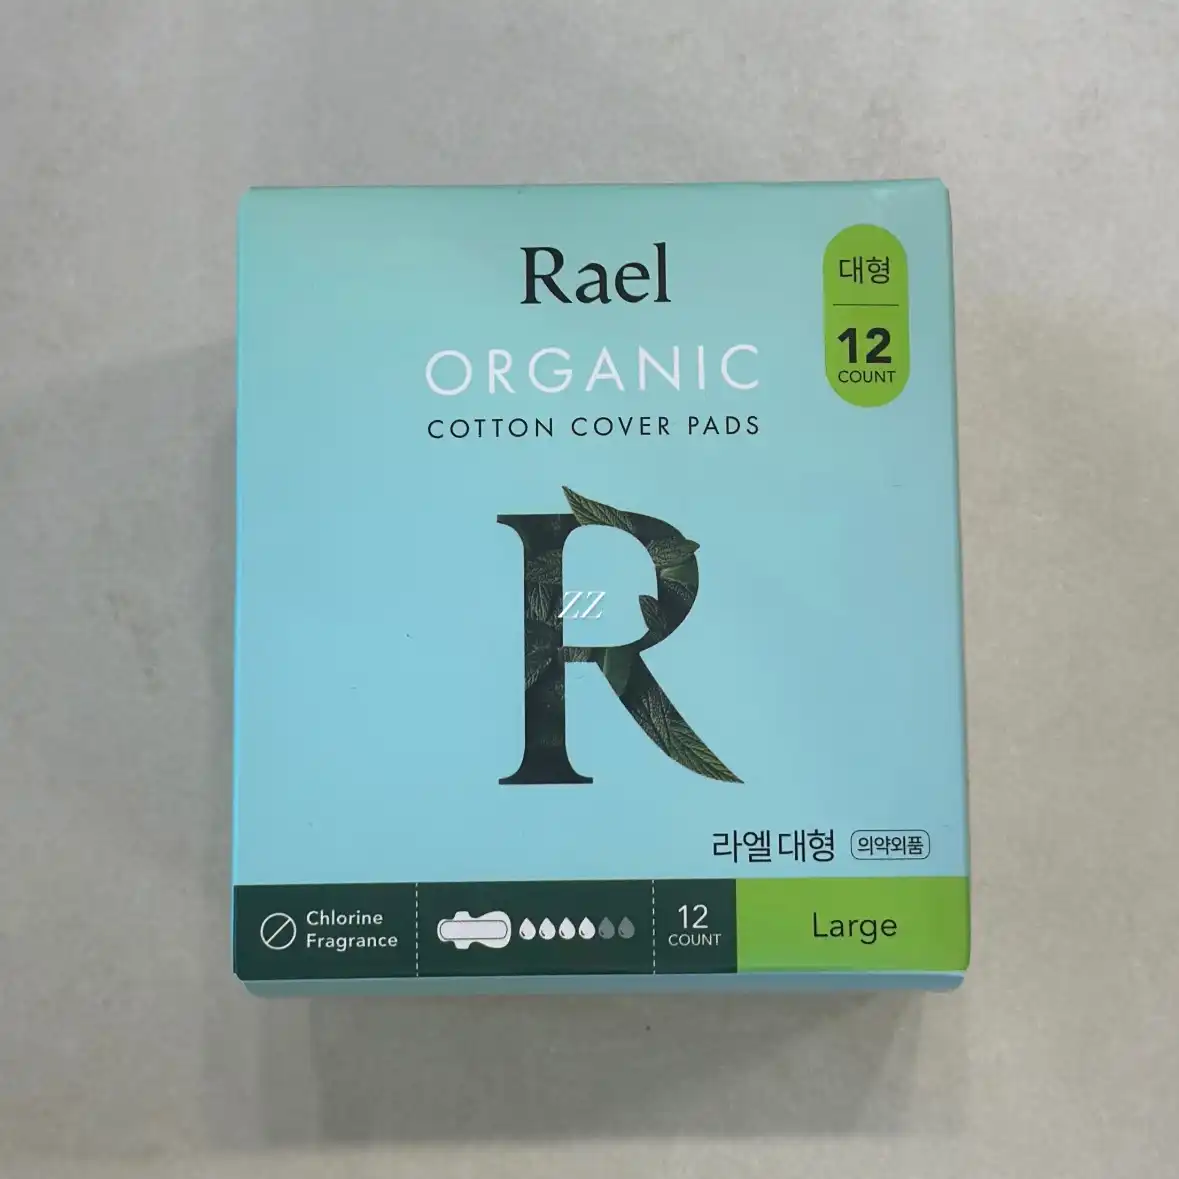 Rael
대형
12
COUNT
ORGANIC
COTTON COVER PADS
R
ZZ
라엘 대형 의약외품
Chlorine
Fragrance
12
COUNT
Large